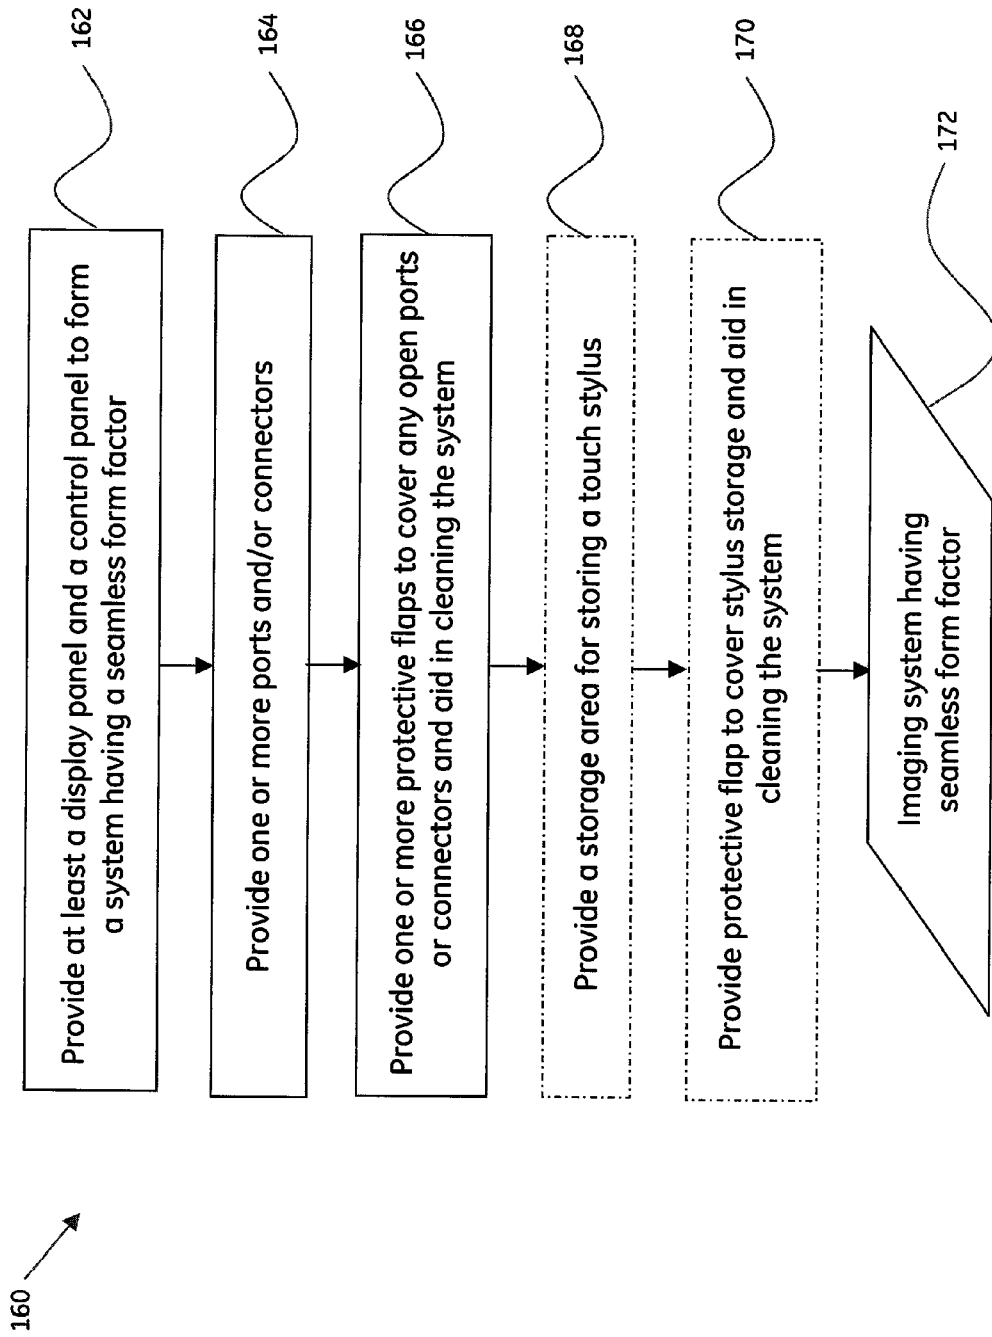 160
Provide at least a display panel and a control panel to form
a system having a seamless form factor
162
Provide one or more ports and/or connectors
164
Provide one or more protective flaps to cover any open ports
or connectors and aid in cleaning the system
166
Provide a storage area for storing a touch stylus
168
Provide protective flap to cover stylus storage and aid in
cleaning the system
170
Imaging system having
seamless form factor
172